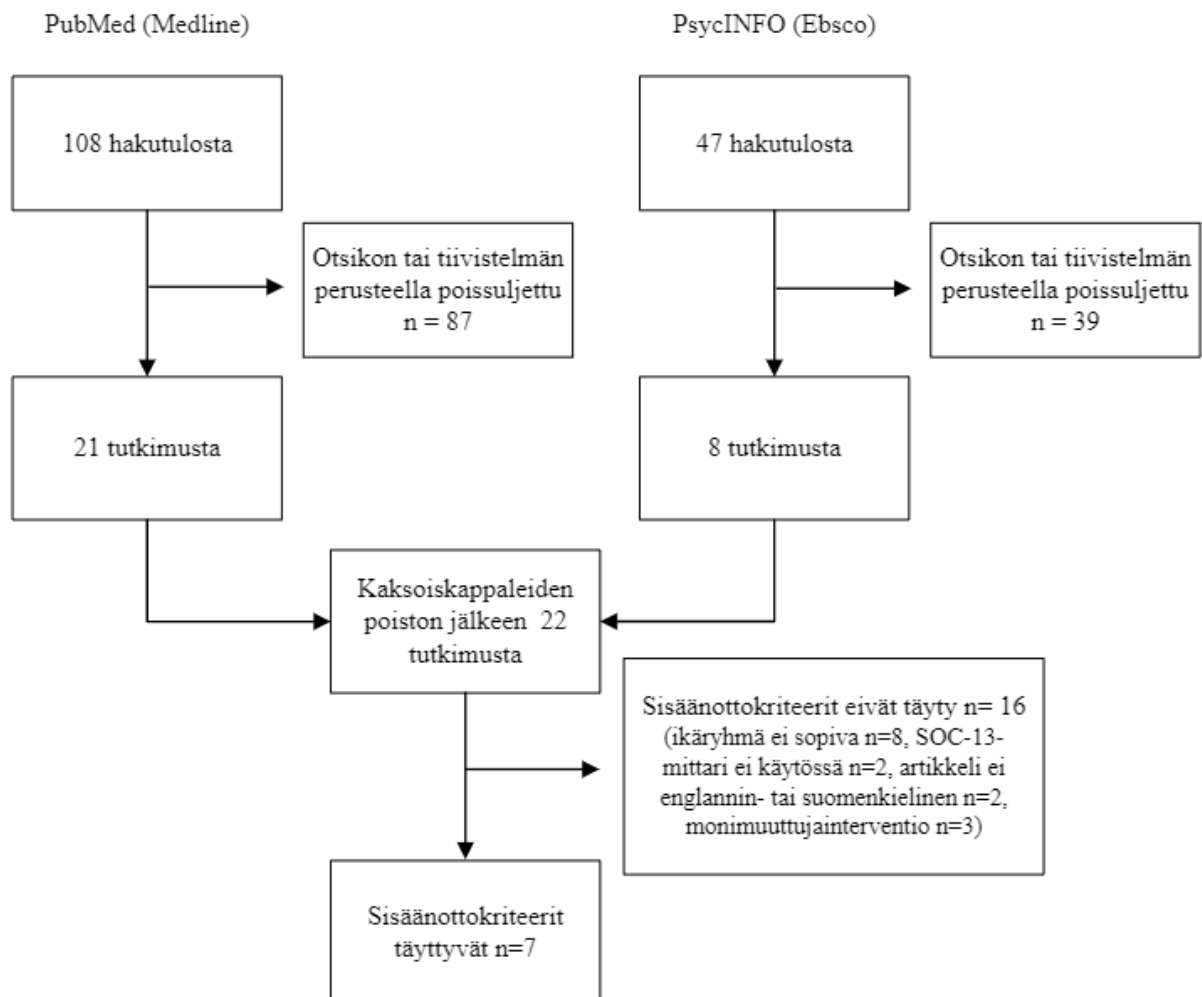 PubMed (Medline)
PsycINFO (Ebsco)
108 hakutulosta
47 hakutulosta
Otsikon tai tiivistelmän
perusteella poissuljettu
n = 87
Otsikon tai tiivistelmän
perusteella poissuljettu
n = 39
21 tutkimusta
8 tutkimusta
Kaksoiskappaleiden
poiston jälkeen 22
tutkimusta
Sisäänottokriteerit eivät täyty n= 16
(ikäryhmä ei sopiva n=8, SOC-13-
mittari ei käytössä n=2, artikkeli ei
englannin- tai suomenkielinen n=2,
monimuuttujainterventio n=3)
Sisäänottokriteerit
täyttyvät n=7